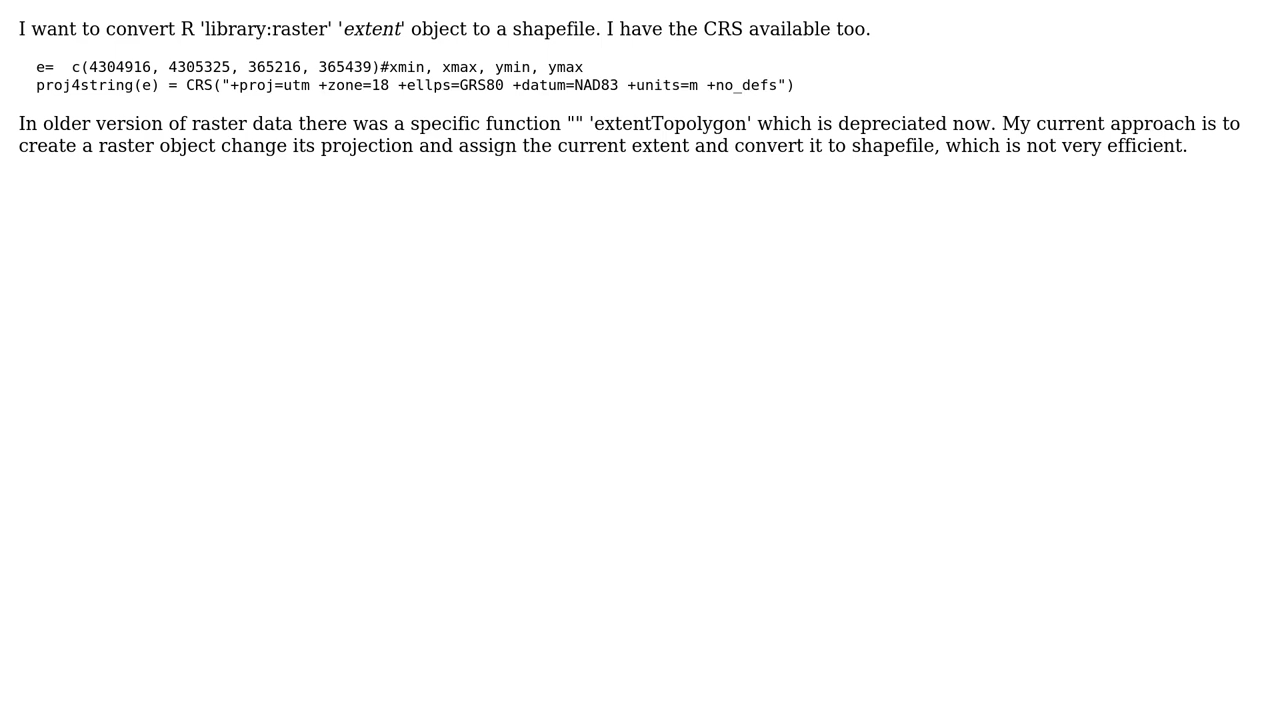 I want to convert R 'library:raster' 'extent' object to a shapefile. I have the CRS available too.
e=  c(4304916, 4305325, 365216, 365439)#xmin, xmax, ymin, ymax
proj4string(e) = CRS("+proj=utm +zone=18 +ellps=GRS80 +datum=NAD83 +units=m +no_defs")
In older version of raster data there was a specific function "" 'extentTopolygon' which is depreciated now. My current approach is to
create a raster object change its projection and assign the current extent and convert it to shapefile, which is not very efficient.